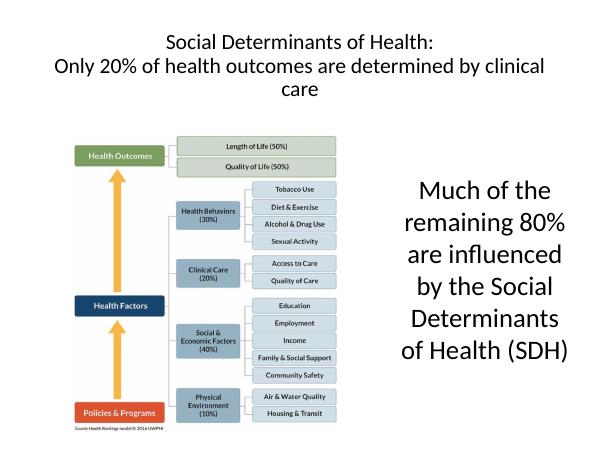 Social Determinants of Health:
Only 20% of health outcomes are determined by clinical
care
Health Outcomes
Length of Life (50%)
Quality of Life (50%)
Health Factors
Health Behaviors
(30%)
Tobacco Use
Diet & Exercise
Alcohol & Drug Use
Sexual Activity
Clinical Care
(20%)
Access to Care
Quality of Care
Social &
Economic Factors
(40%)
Education
Employment
Income
Family & Social Support
Community Safety
Physical
Environment
(10%)
Air & Water Quality
Housing & Transit
Policies & Programs
County Health Rankings model © 2016 UWPHI
Much of the
remaining 80%
are influenced
by the Social
Determinants
of Health (SDH)